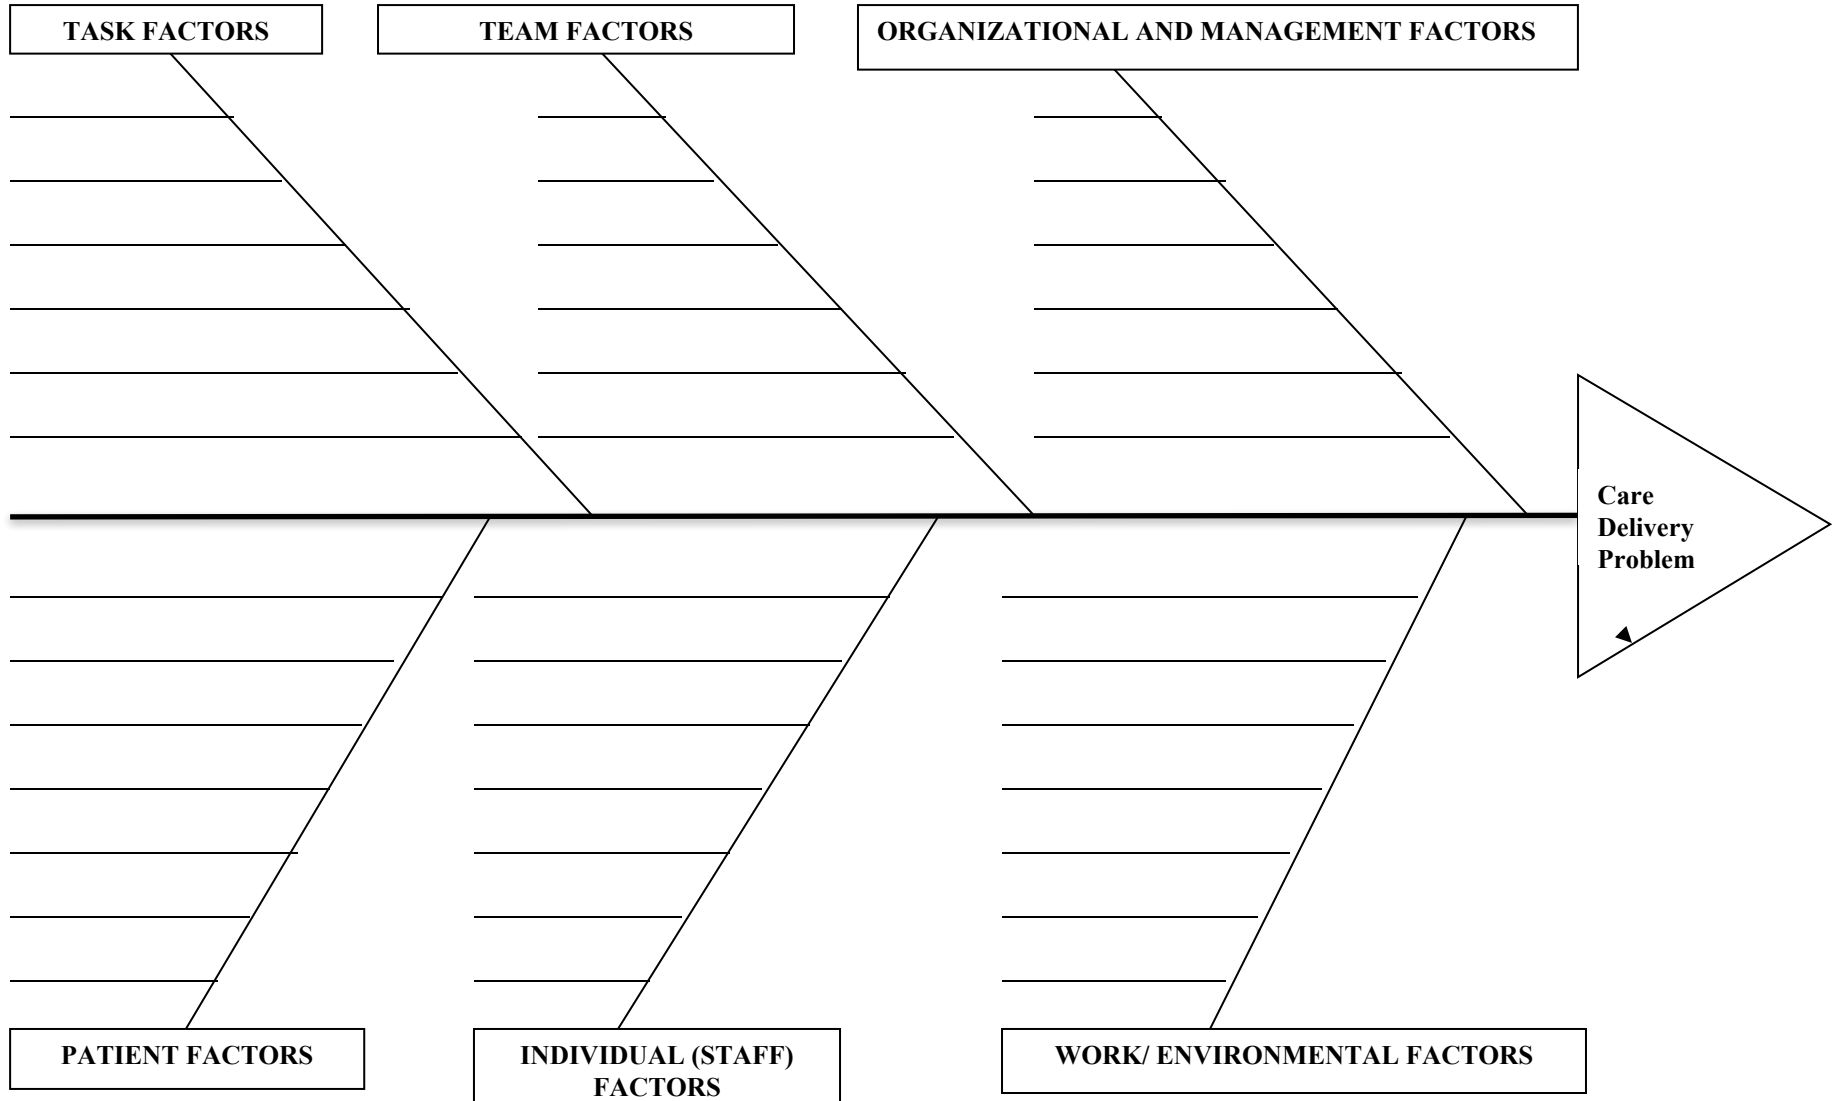 TASK FACTORS
TEAM FACTORS
ORGANIZATIONAL AND MANAGEMENT FACTORS
Care
Delivery
Problem
PATIENT FACTORS
INDIVIDUAL (STAFF)
FACTORS
WORK/ ENVIRONMENTAL FACTORS